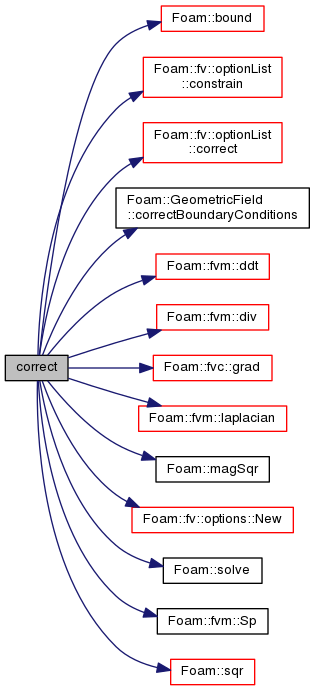 Foam::bound
Foam::fv::optionList
::constrain
Foam::fv::optionList
::correct
Foam::GeometricField
::correctBoundaryConditions
Foam::fvm::ddt
Foam::fvm::div
correct
Foam::fvc::grad
Foam::fvm::laplacian
Foam::magSqr
Foam::fv::options::New
Foam::solve
Foam::fvm::Sp
Foam::sqr